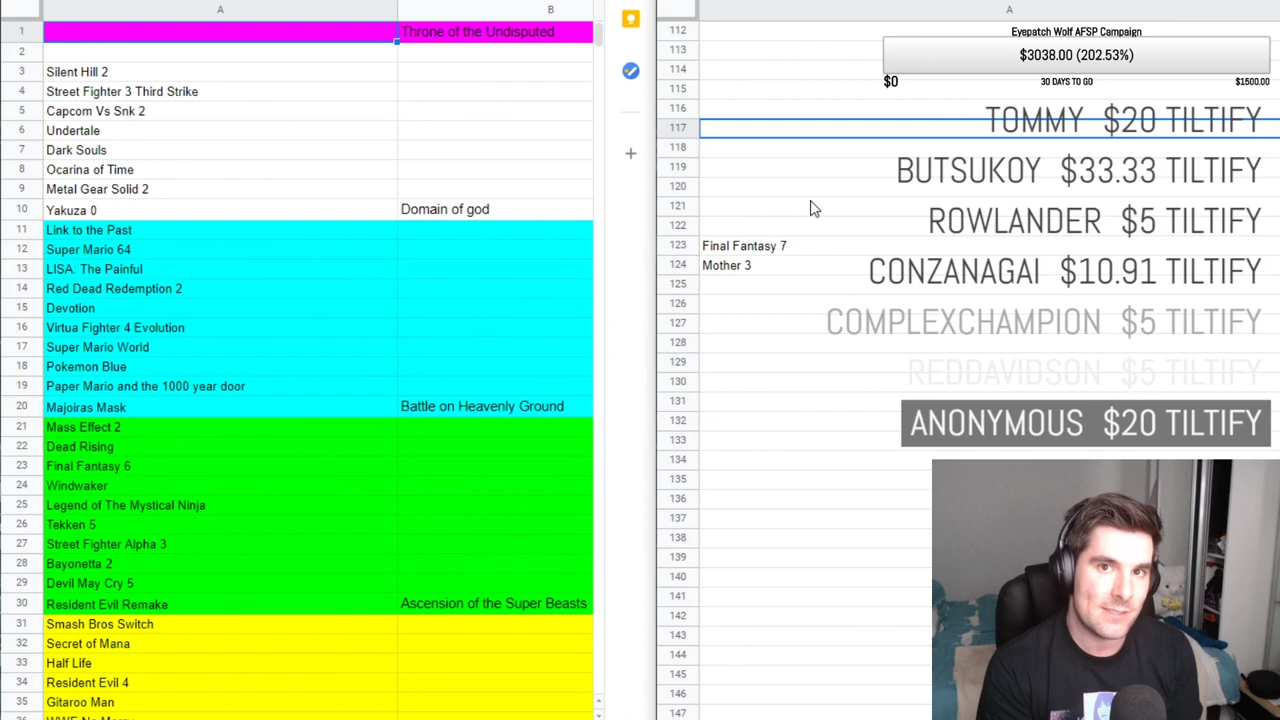 A
B
1 Throne of the Undisputed
2
3 Silent Hill 2
4 Street Fighter 3 Third Strike
5 Capcom Vs Snk 2
6 Undertale
7 Dark Souls
8 Ocarina of Time
9 Metal Gear Solid 2
10 Yakuza 0 Domain of god
11 Link to the Past
12 Super Mario 64
13 LISA: The Painful
14 Red Dead Redemption 2
15 Devotion
16 Virtua Fighter 4 Evolution
17 Super Mario World
18 Pokemon Blue
19 Paper Mario and the 1000 year door
20 Majoiras Mask Battle on Heavenly Ground
21 Mass Effect 2
22 Dead Rising
23 Final Fantasy 6
24 Windwaker
25 Legend of The Mystical Ninja
26 Tekken 5
27 Street Fighter Alpha 3
28 Bayonetta 2
29 Devil May Cry 5
30 Resident Evil Remake Ascension of the Super Beasts
31 Smash Bros Switch
32 Secret of Mana
33 Half Life
34 Resident Evil 4
35 Gitaroo Man
A
112
113
114
115
116
117
118
119
120
121
122
123 Final Fantasy 7
124 Mother 3
125
126
127
128
129
130
131
132
133
134
135
136
137
138
139
140
141
142
143
144
145
146
147
Eyepatch Wolf AFSP Campaign
$3038.00 (202.53%)
$0 30 DAYS TO GO $1500.00
TOMMY $20 TILTIFY
BUTSUKOY $33.33 TILTIFY
ROWLANDER $5 TILTIFY
CONZANAGAI $10.91 TILTIFY
COMPLEXCHAMPION $5 TILTIFY
REDDAVIDSON $5 TILTIFY
ANONYMOUS $20 TILTIFY